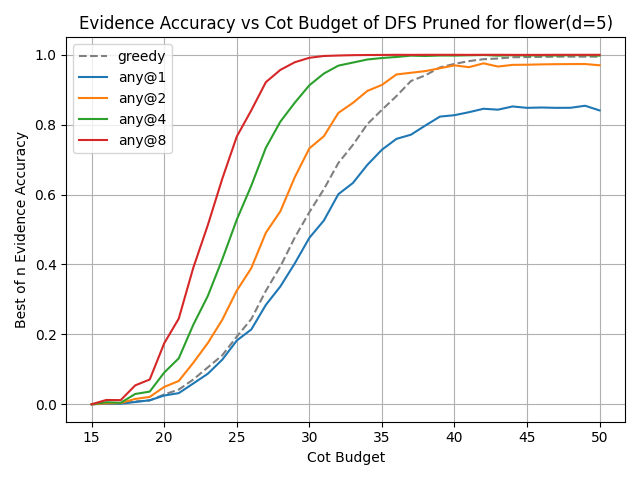 Evidence Accuracy vs Cot Budget of DFS Pruned for flower(d=5)
greedy
any@1
any@2
any@4
any@8
Best of n Evidence Accuracy
1.0
0.8
0.6
0.4
0.2
0.0
15 20 25 30 35 40 45 50
Cot Budget